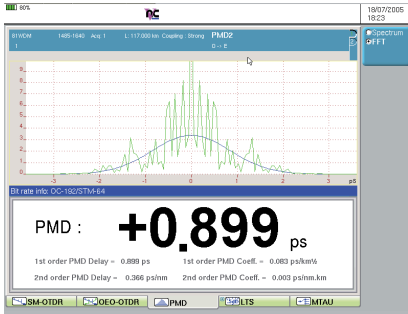 80%
18/07/2005
18:23
81WDM 1485-1640 Acq: 1 L: 117.000 km Coupling : Strong PMD2
1 O -> E
Spectrum
FFT
9
8
7
6
5
4
3
2
1
0
-3 -2 -1 0 1 2 3 pS
Bit rate info: OC-192/STM-64
PMD : +0.899 ps
1st order PMD Delay = 0.899 ps 1st order PMD Coeff. = 0.083 ps/km½
2nd order PMD Delay = 0.366 ps/nm 2nd order PMD Coeff. = 0.003 ps/nm.km
SM-OTDR OEO-OTDR PMD LTS MTAU